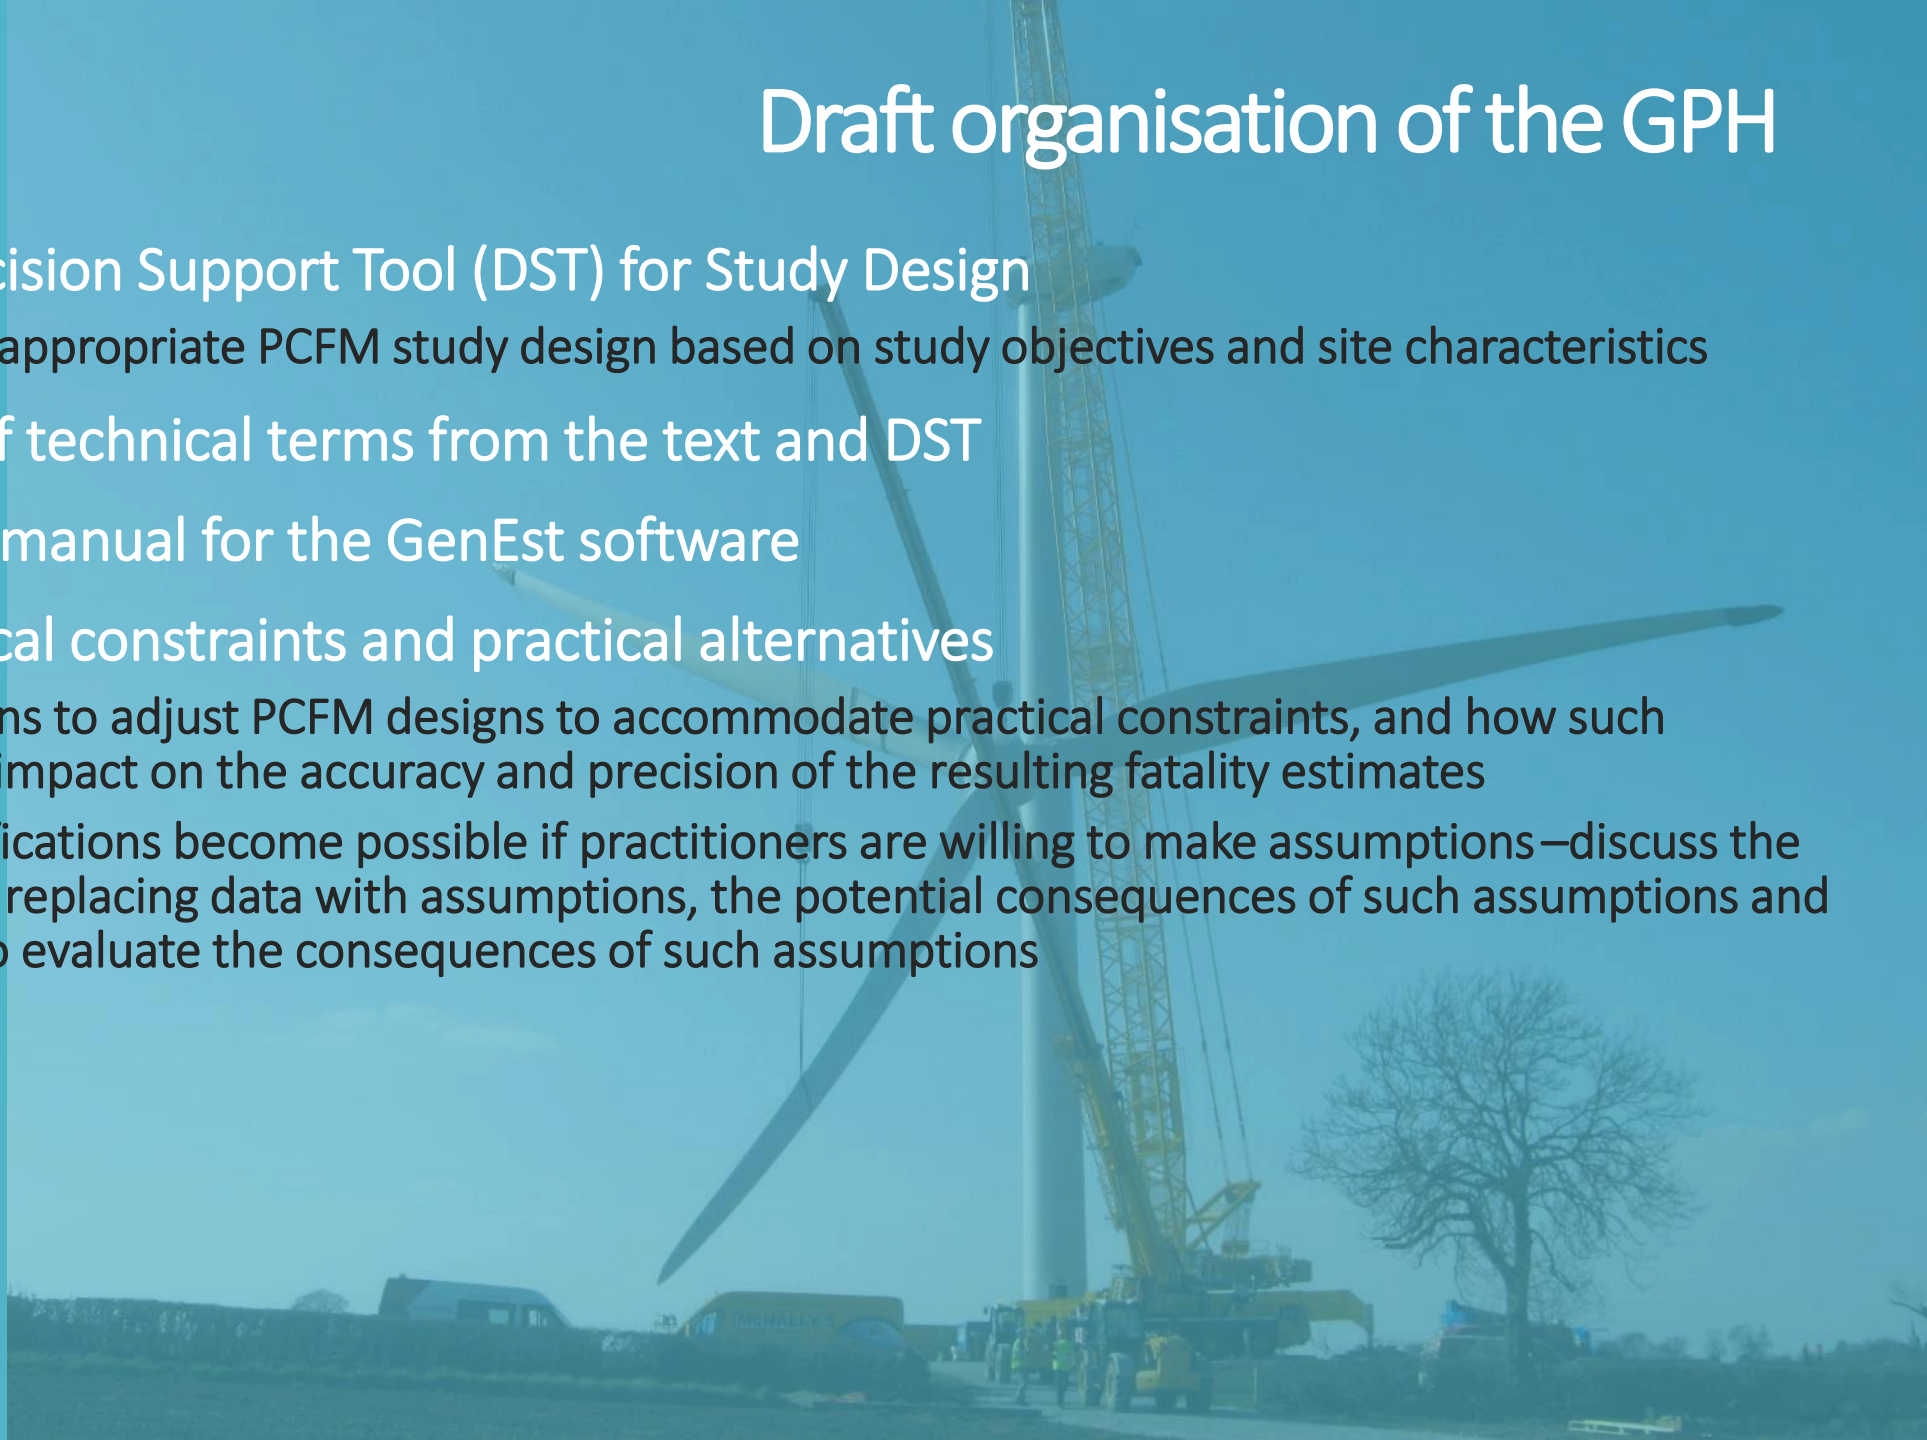 Draft organisation of the GPH
cision Support Tool (DST) for Study Design
appropriate PCFM study design based on study objectives and site characteristics
f technical terms from the text and DST
manual for the GenEst software
cal constraints and practical alternatives
ns to adjust PCFM designs to accommodate practical constraints, and how such
impact on the accuracy and precision of the resulting fatality estimates
ications become possible if practitioners are willing to make assumptions–discuss the
replacing data with assumptions, the potential consequences of such assumptions and
o evaluate the consequences of such assumptions
McNALLY'S